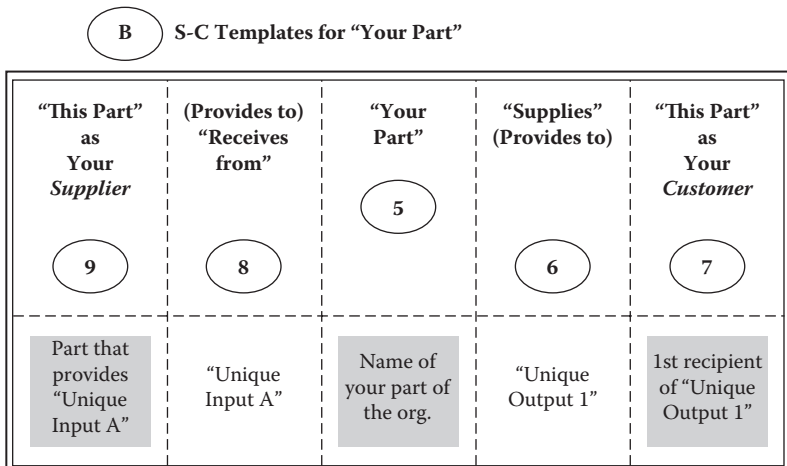 B S-C Templates for “Your Part”
“This Part”
as
Your
Supplier
9
(Provides to)
“Receives
from”
8
“Your
Part”
5
“Supplies”
(Provides to)
6
“This Part”
as
Your
Customer
7
Part that
provides
“Unique
Input A”
“Unique
Input A”
Name of
your part of
the org.
“Unique
Output 1”
1st recipient
of “Unique
Output 1”